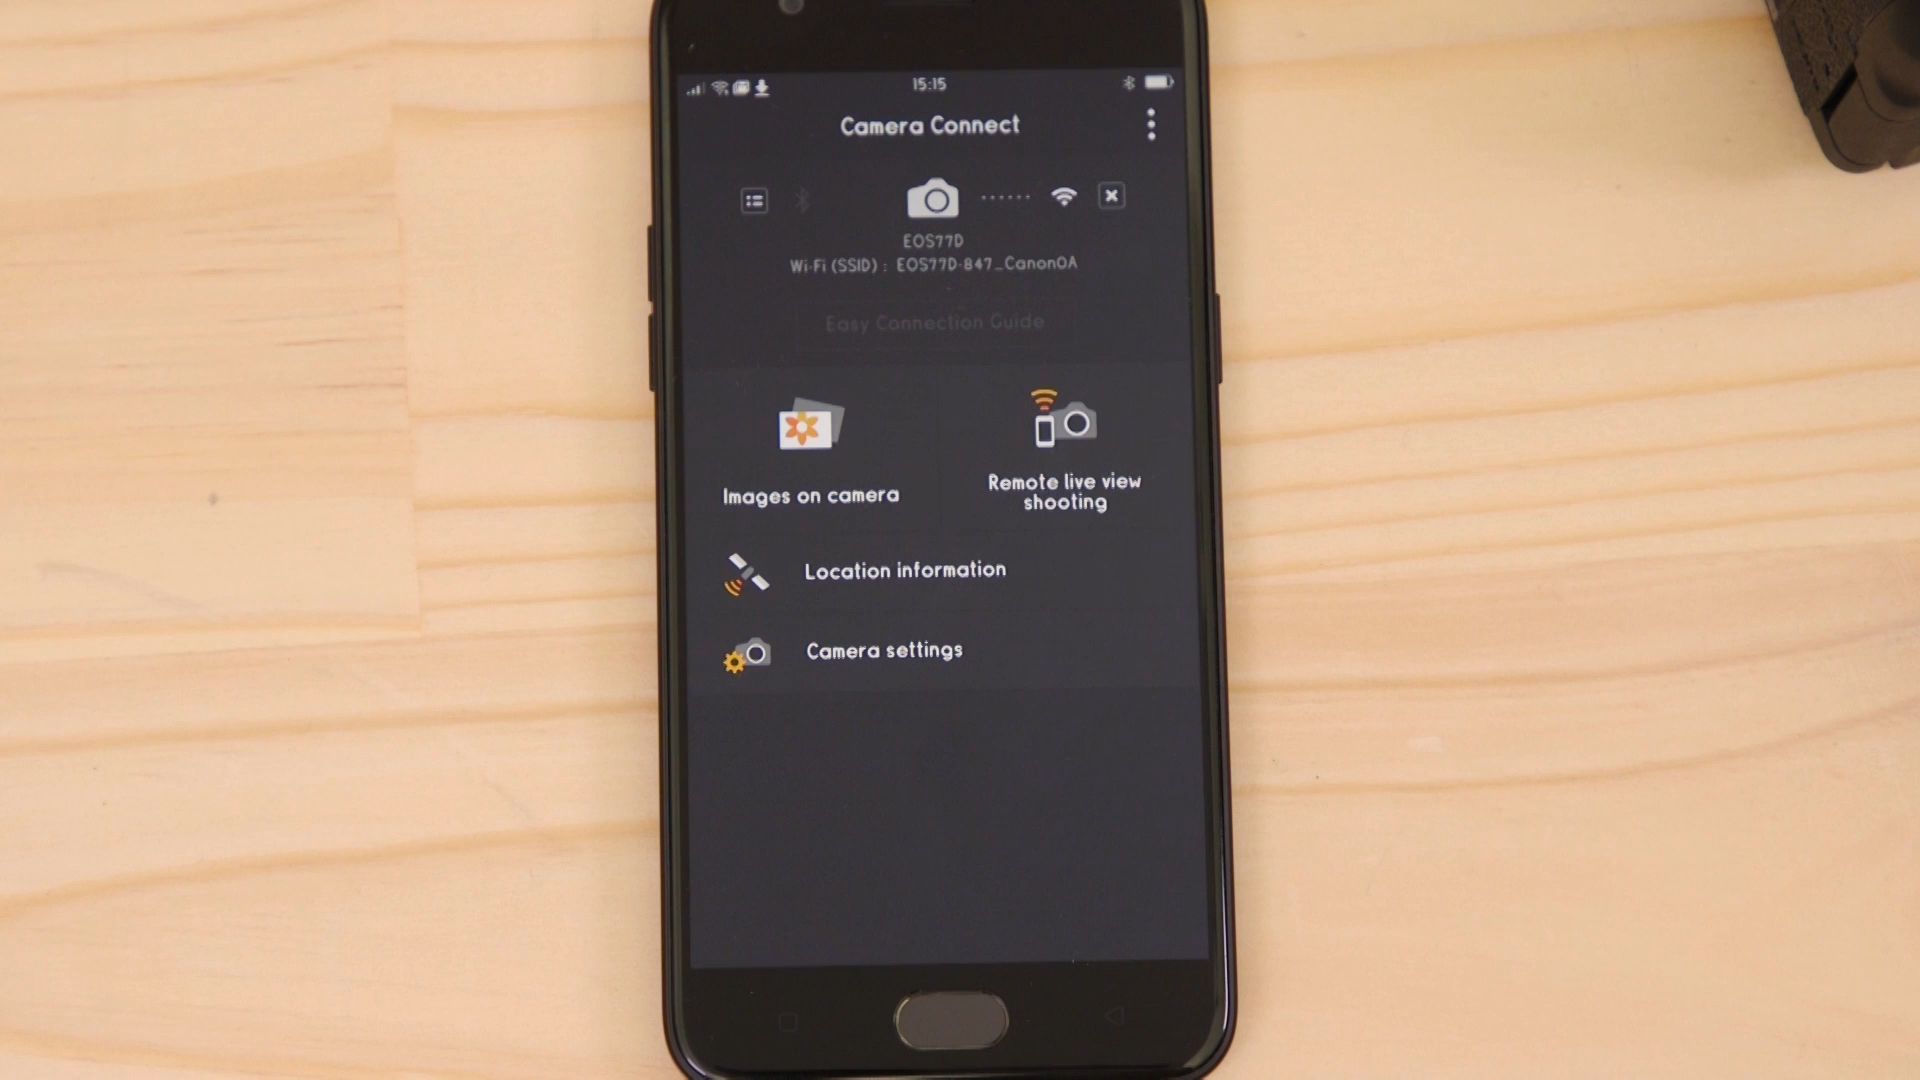 15:15
Camera Connect
EOS77D
Wi-Fi (SSID) : EOS77D-847_Canon0A
Easy Connection Guide
Images on camera
Remote live view
shooting
Location information
Camera settings